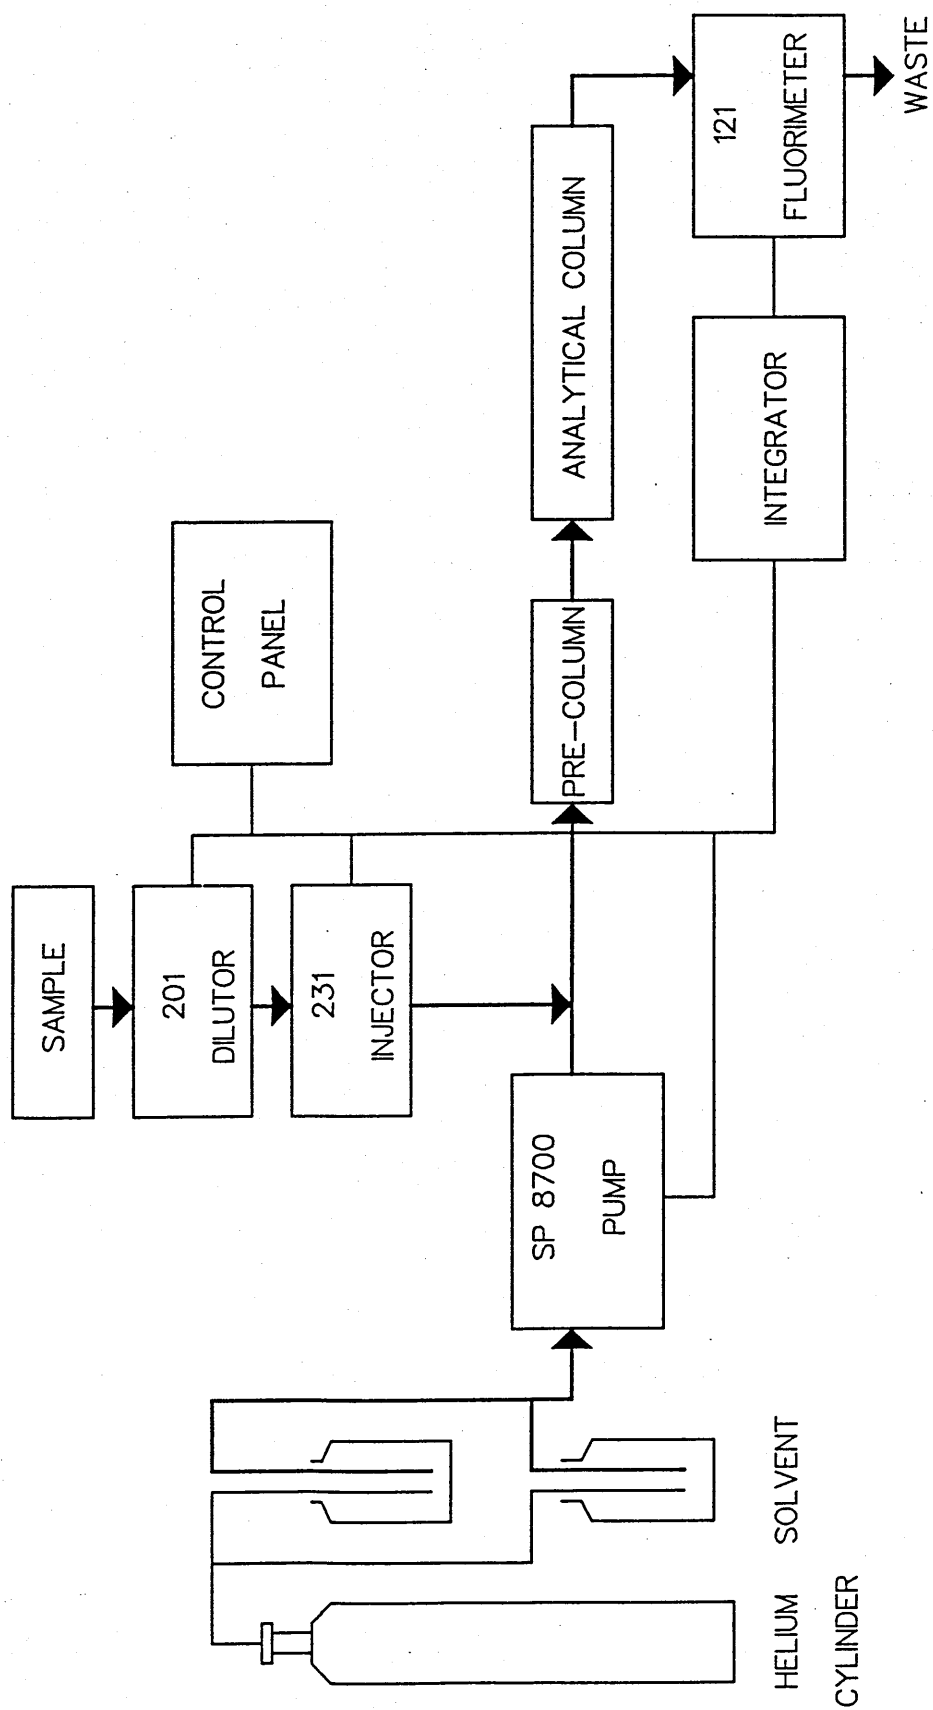 SAMPLE
201
DILUTOR
231
INJECTOR
CONTROL
PANEL
HELIUM
CYLINDER
SOLVENT
SP 8700
PUMP
PRE-COLUMN
ANALYTICAL COLUMN
INTEGRATOR
121
FLUORIMETER
WASTE